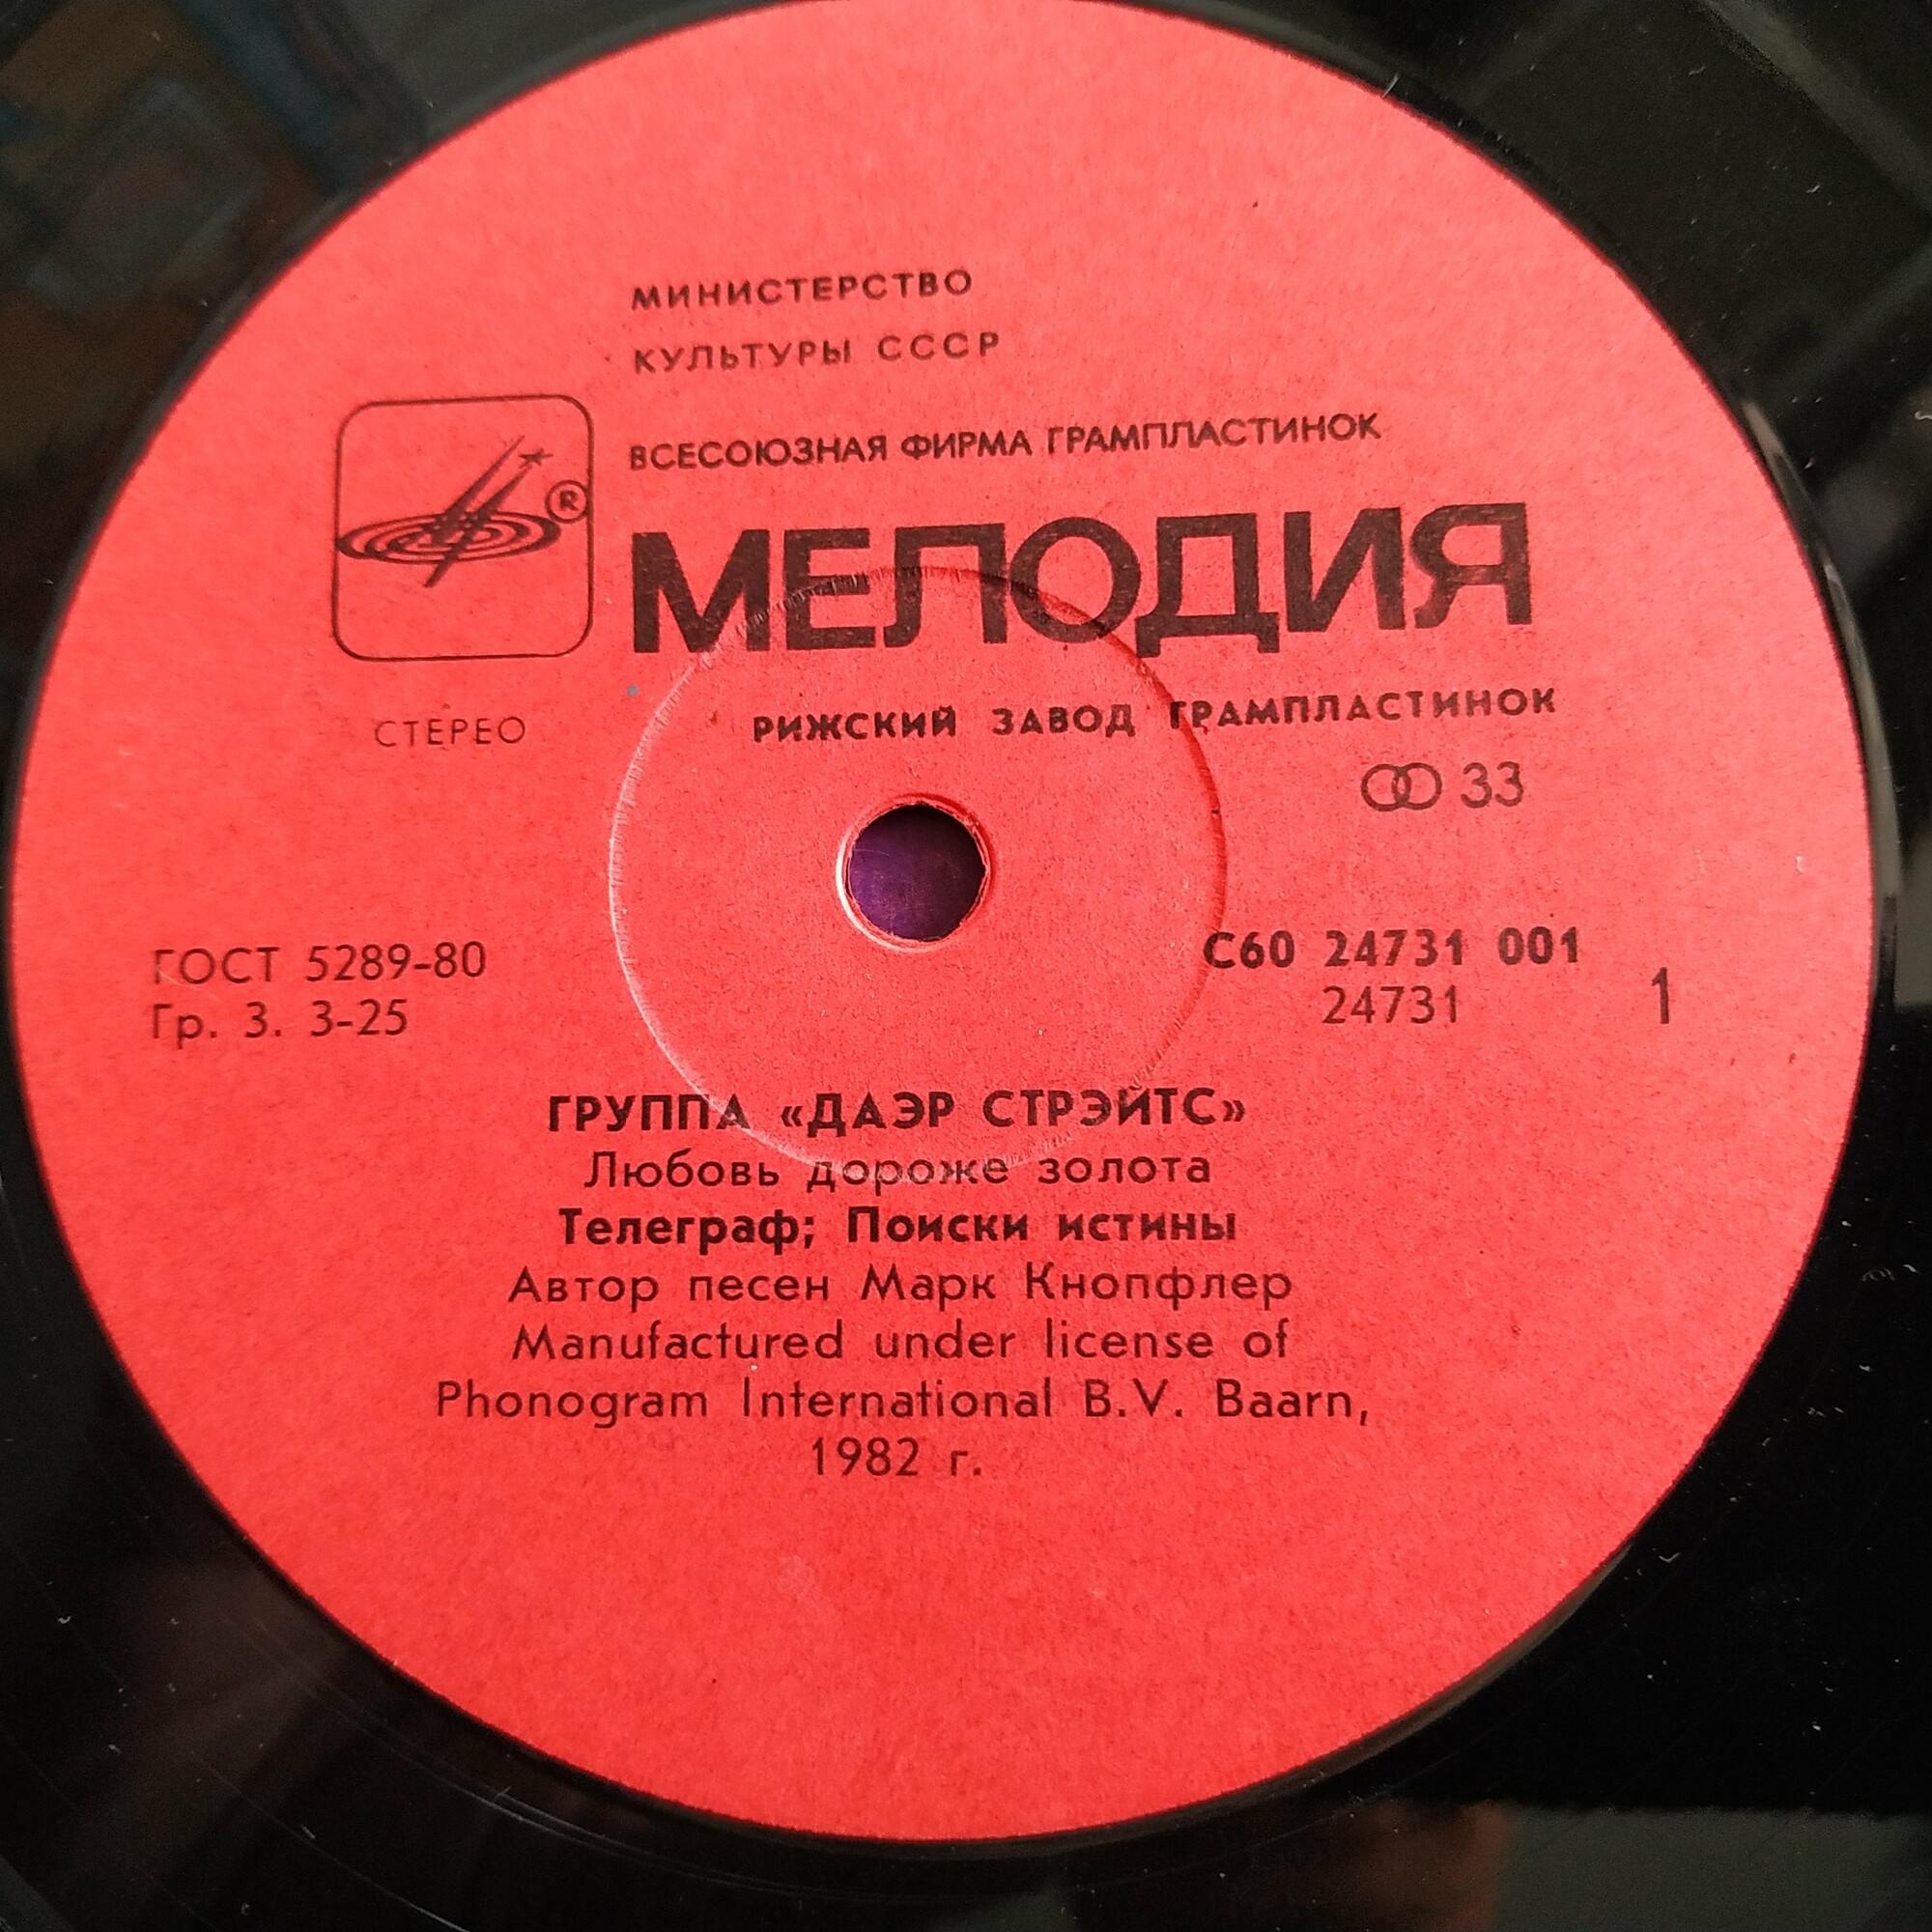 МИНИСТЕРСТВО
КУЛЬТУРЫ СССР
ВСЕСОЮЗНАЯ ФИРМА ГРАМПЛАСТИНОК
®
МЕЛОДИЯ
СТЕРЕО
РИЖСКИЙ ЗАВОД ГРАМПЛАСТИНОК
33
ГОСТ 5289-80
Гр. 3. 3-25
С60 24731 001
24731
1
ГРУППА «ДАЭР СТРЭЙТС»
Любовь дороже золота
Телеграф; Поиски истины
Автор песен Марк Кнопфлер
Manufactured under license of
Phonogram International B.V. Baarn,
1982 г.